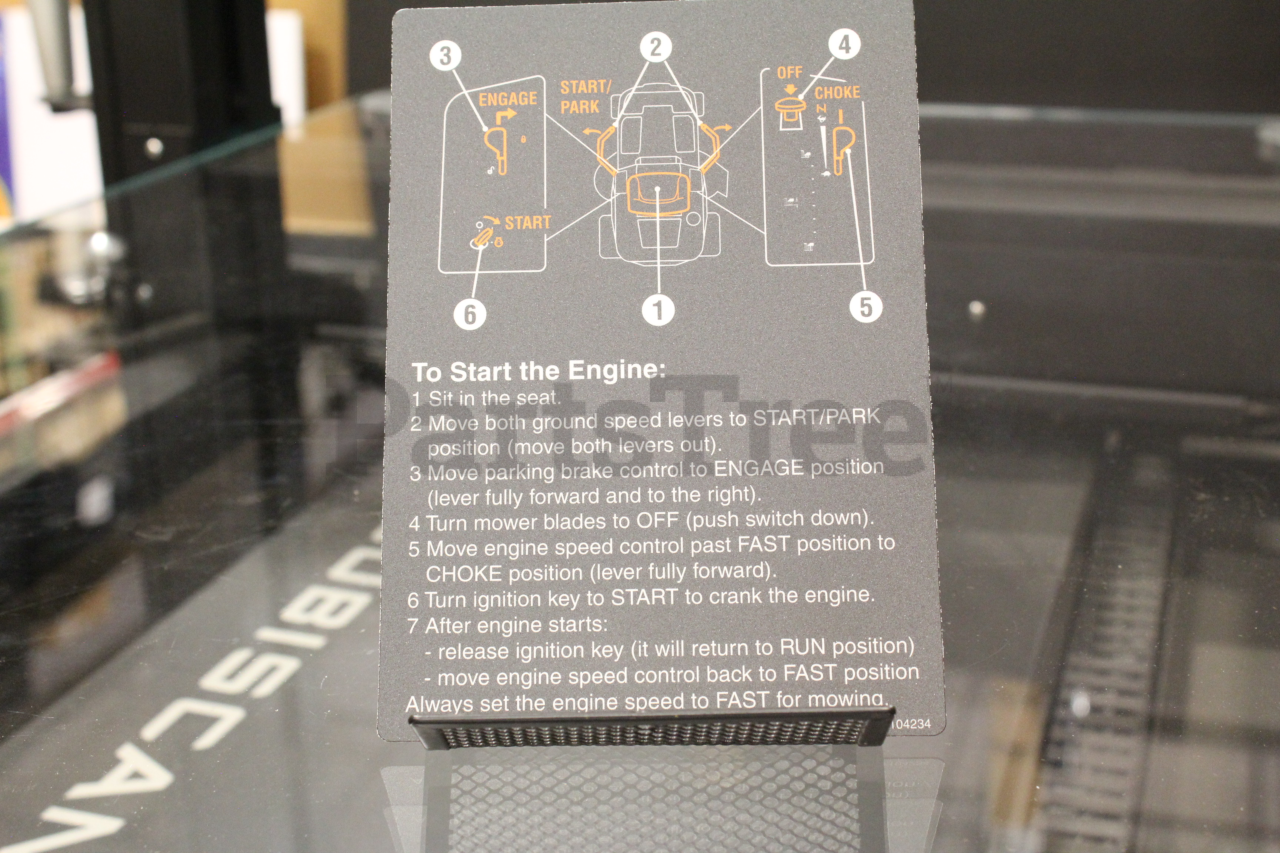 3
2
4
ENGAGE
START/
PARK
OFF
CHOKE
START
6
1
5
To Start the Engine:
1 Sit in the seat.
2 Move both ground speed levers to START/PARK
position (move both levers out).
3 Move parking brake control to ENGAGE position
(lever fully forward and to the right).
4 Turn mower blades to OFF (push switch down).
5 Move engine speed control past FAST position to
CHOKE position (lever fully forward).
6 Turn ignition key to START to crank the engine.
7 After engine starts:
- release ignition key (it will return to RUN position)
- move engine speed control back to FAST position
Always set the engine speed to FAST for mowing.
104234
PartsTree